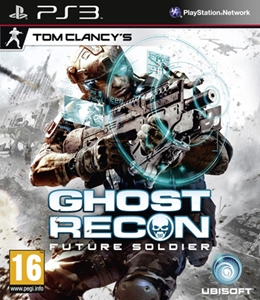 PS3
PlayStation Network
TOM CLANCY'S
GHOST
RECON
FUTURE SOLDIER
16
www.pegi.info
UBISOFT